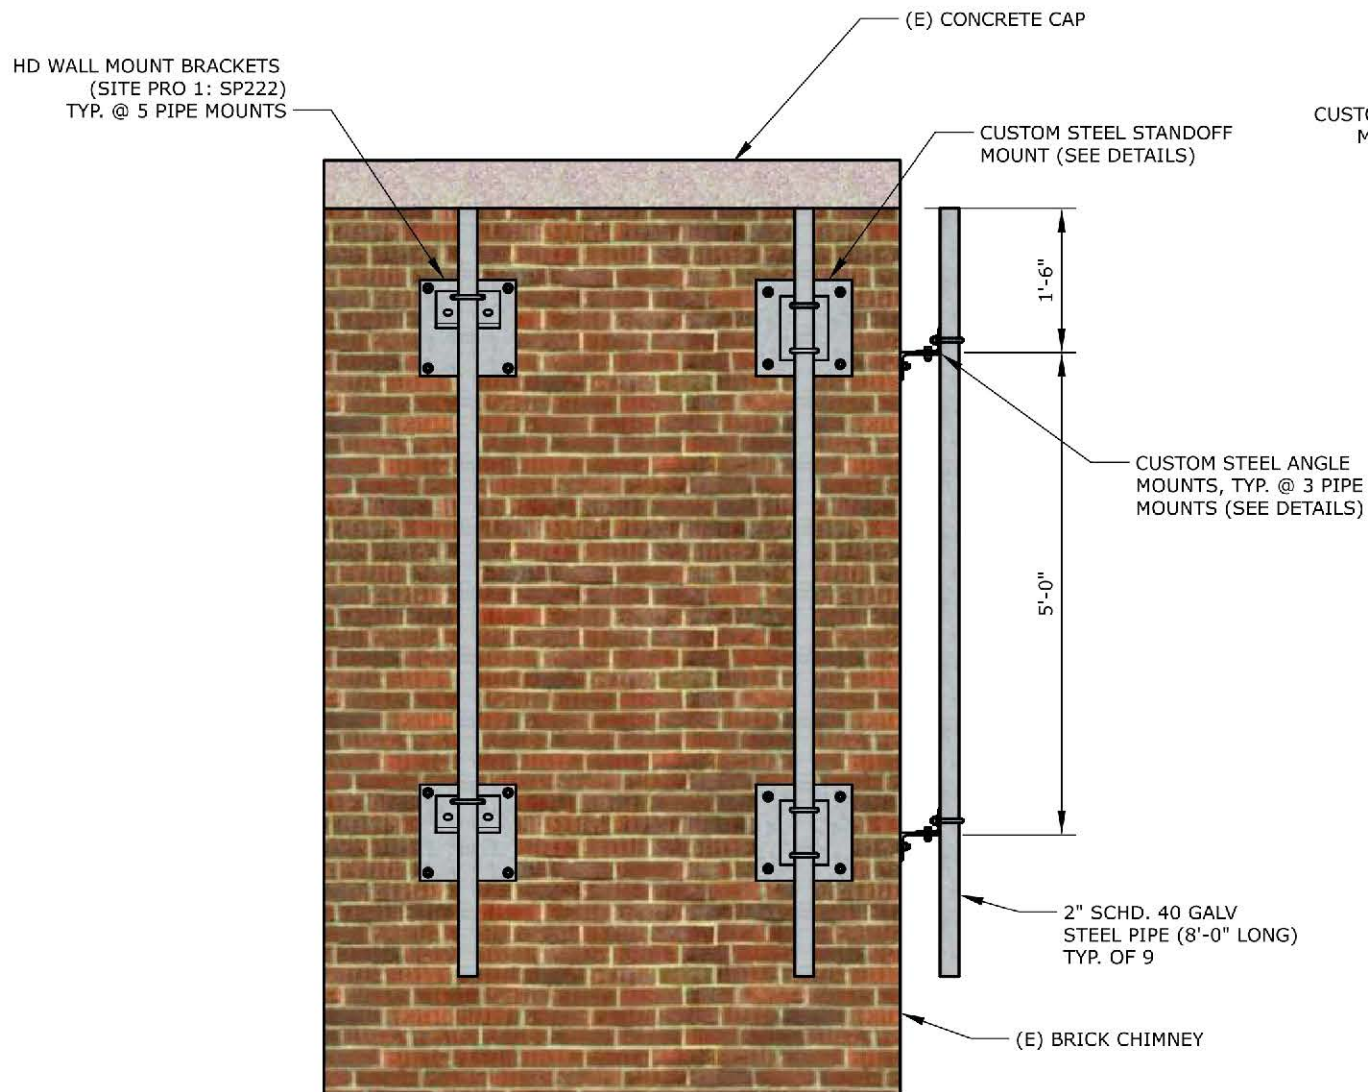 (E) CONCRETE CAP
HD WALL MOUNT BRACKETS
(SITE PRO 1: SP222)
TYP. @ 5 PIPE MOUNTS
CUSTOM STEEL STANDOFF
MOUNT (SEE DETAILS)
1'-6"
CUSTOM STEEL ANGLE
MOUNTS, TYP. @ 3 PIPE
MOUNTS (SEE DETAILS)
5'-0"
2" SCHD. 40 GALV
STEEL PIPE (8'-0" LONG)
TYP. OF 9
(E) BRICK CHIMNEY